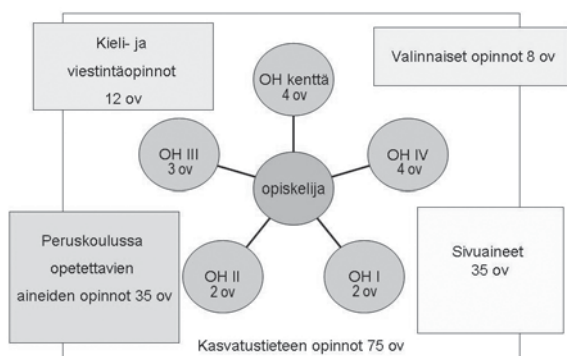 Kieli- ja
viestintäopinnot
12 ov
Valinnaiset opinnot 8 ov
OH kenttä
4 ov
OH III
3 ov
OH IV
4 ov
opiskelija
Peruskoulussa
opetettavien
aineiden opinnot 35 ov
OH II
2 ov
OH I
2 ov
Sivuaineet
35 ov
Kasvatustieteen opinnot 75 ov